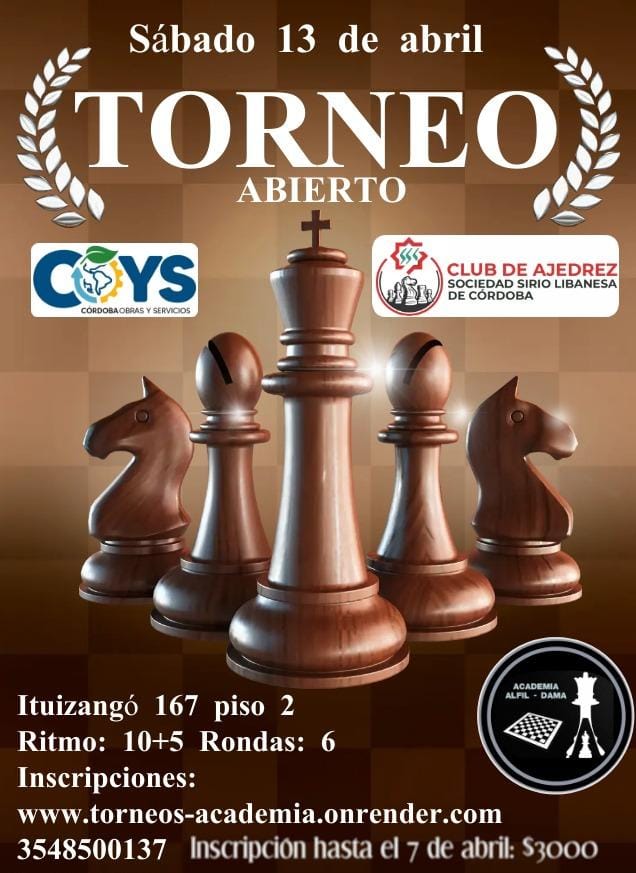 Sábado 13 de abril
TORNEO
ABIERTO
COYS
CÓRDOBA OBRAS Y SERVICIOS
CLUB DE AJEDREZ
SOCIEDAD SIRIO LIBANESA
DE CÓRDOBA
ACADEMIA
ALFIL - DAMA
Ituizangó 167 piso 2
Ritmo: 10+5 Rondas: 6
Inscripciones:
www.torneos-academia.onrender.com
3548500137 Inscripción hasta el 7 de abril: $3000